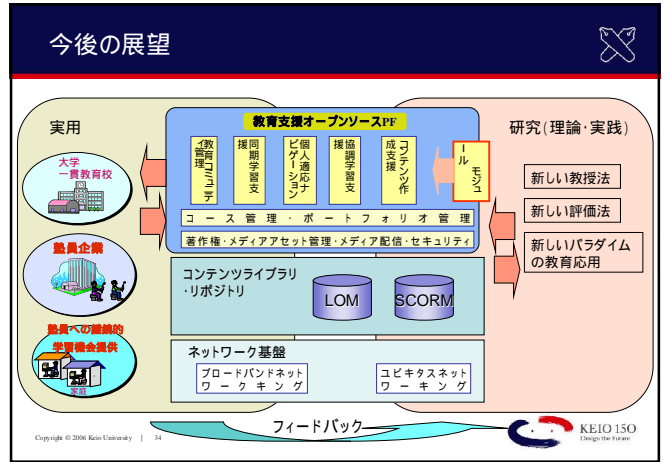 今後の展望
実用
大学
一貫教育校
塾員企業
塾員への継続的
学習機会提供
家庭
教育支援オープンソースPF
教育コミュニテ
ィ管理
同期学習支
援
個人適応ナ
ビゲーション
協調学習支
援
コンテンツ作
成支援
モジュ
ール
コース管理・ポートフォリオ管理
著作権・メディアアセット管理・メディア配信・セキュリティ
コンテンツライブラリ
・リポジトリ
LOM
SCORM
ネットワーク基盤
ブロードバンドネット
ワーキング
ユビキタスネット
ワーキング
研究(理論・実践)
新しい教授法
新しい評価法
新しいパラダイム
の教育応用
フィードバック
Copyright © 2006 Keio University | 34
KEIO 150
Design the Future